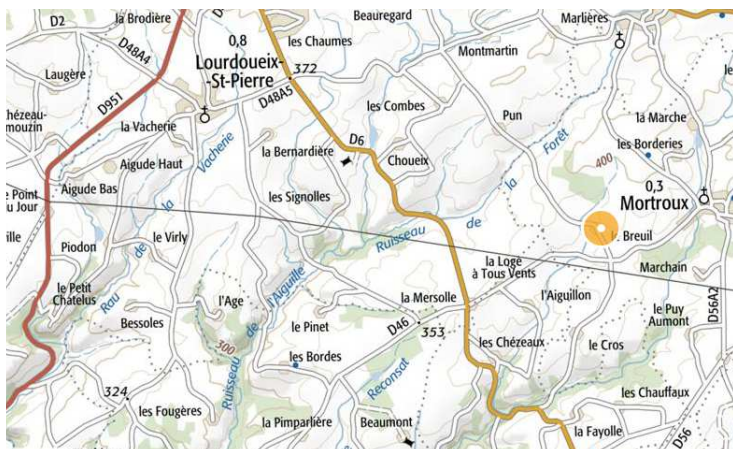 la Brodière
D2
D48A4
Laugère
D951
0,8
Lourdoueix-
-St-Pierre
les Chaumes
372
D48A5
Beauregard
Marlières
Montmartin
les Combes
Pun
la Marche
les Borderies
400
0,3
Mortroux
la Vacherie
Vacherie
la
de
Rau
D6
la Bernardière
Choueix
Forêt
la
de
Ruisseau
Aigude Haut
Aigude Bas
le Point
du Jour
les Signolles
Piodon
le Virly
le Petit
Châtelus
Bessoles
l'Age
300
Ruisseau
de
l'Aiguille
le Pinet
les Bordes
la Mersolle
D46
353
la Loge
à Tous Vents
Breuil
Marchain
l'Aiguillon
le Puy
Aumont
D56A2
les Chézeaux
le Cros
les Chauffaux
324
les Fougères
la Pimparlière
Beaumont
Reconsat
la Fayolle
D56